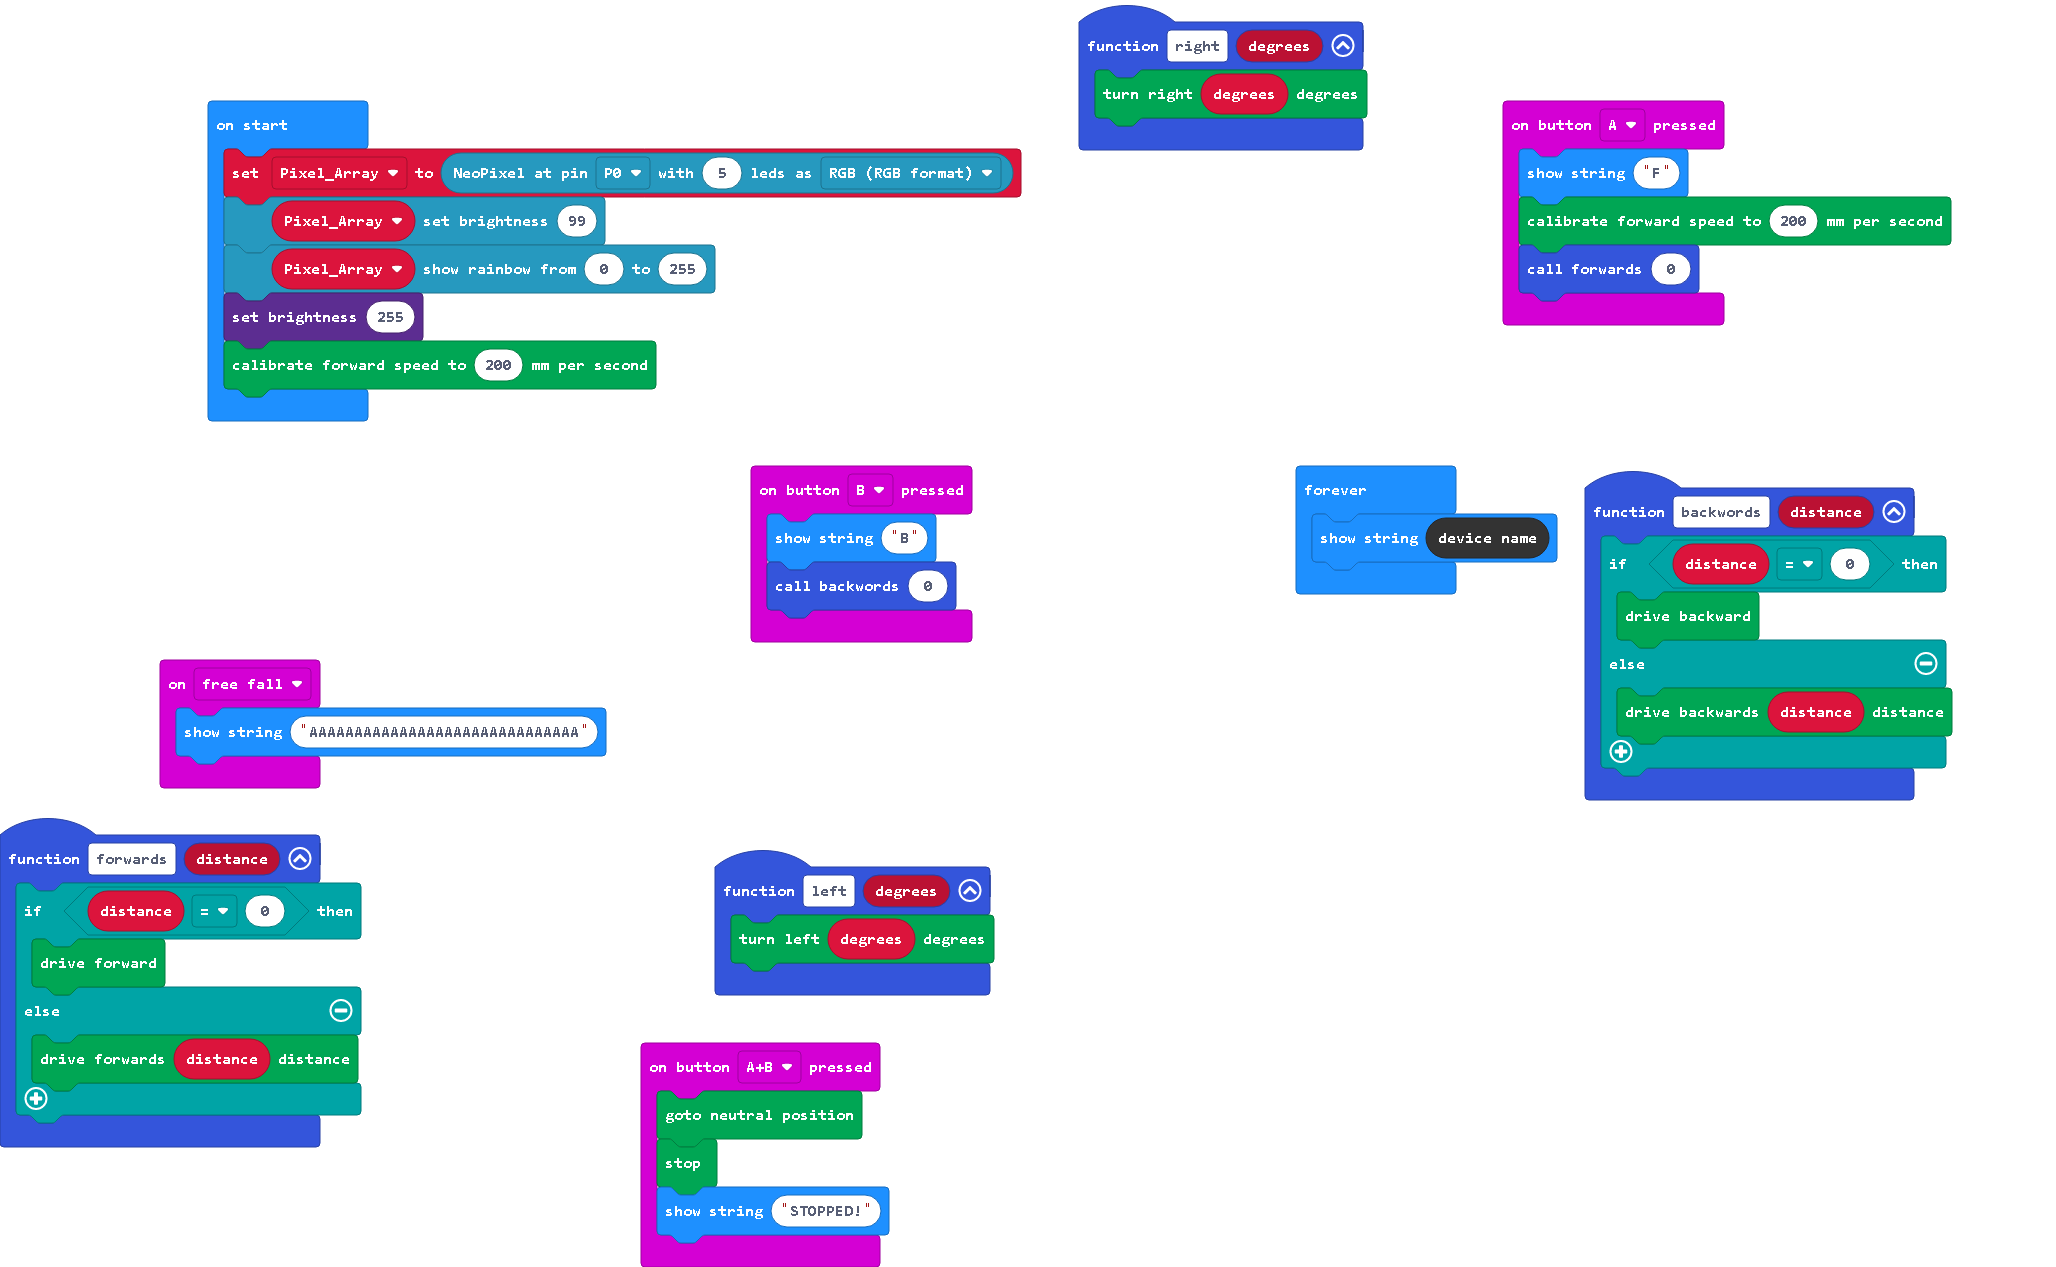 on start
set Pixel_Array to NeoPixel at pin P0 with 5 leds as RGB (RGB format)
Pixel_Array set brightness 99
Pixel_Array show rainbow from 0 to 255
set brightness 255
calibrate forward speed to 200 mm per second
function right degrees
turn right degrees degrees
on button A pressed
show string "F"
calibrate forward speed to 200 mm per second
call forwards 0
on button B pressed
show string "B"
call backwords 0
forever
show string device name
function backwords distance
if distance = 0 then
drive backward
else
drive backwards distance distance
on free fall
show string "AAAAAAAAAAAAAAAAAAAAAAAAAAAAAA"
function forwards distance
if distance = 0 then
drive forward
else
drive forwards distance distance
function left degrees
turn left degrees degrees
on button A+B pressed
goto neutral position
stop
show string "STOPPED!"